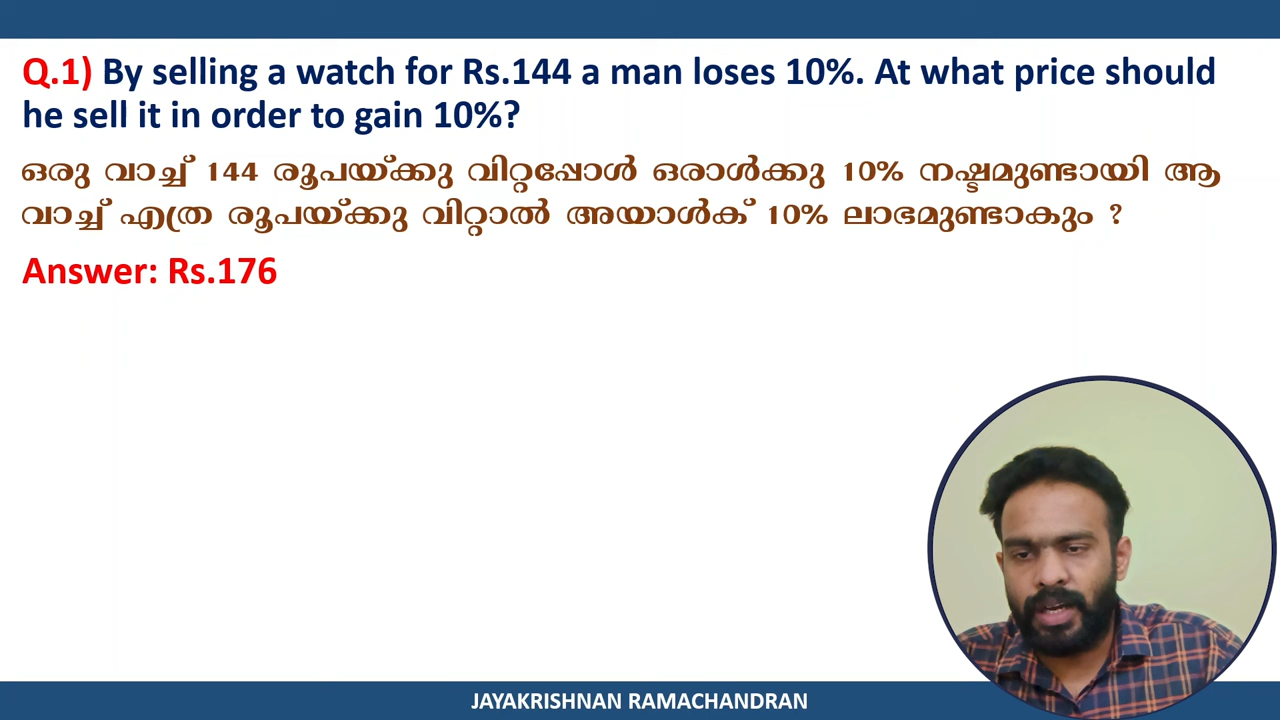 Q.1) By selling a watch for Rs.144 a man loses 10%. At what price should
he sell it in order to gain 10%?
ഒരു വാച്ച് 144 രൂപയ്ക്കു വിറ്റപ്പോൾ ഒരാൾക്കു 10% നഷ്ടമുണ്ടായി ആ
വാച്ച് എത്ര രൂപയ്ക്കു വിറ്റാൽ അയാൾക് 10% ലാഭമുണ്ടാകും ?
Answer: Rs.176
JAYAKRISHNAN RAMACHANDRAN